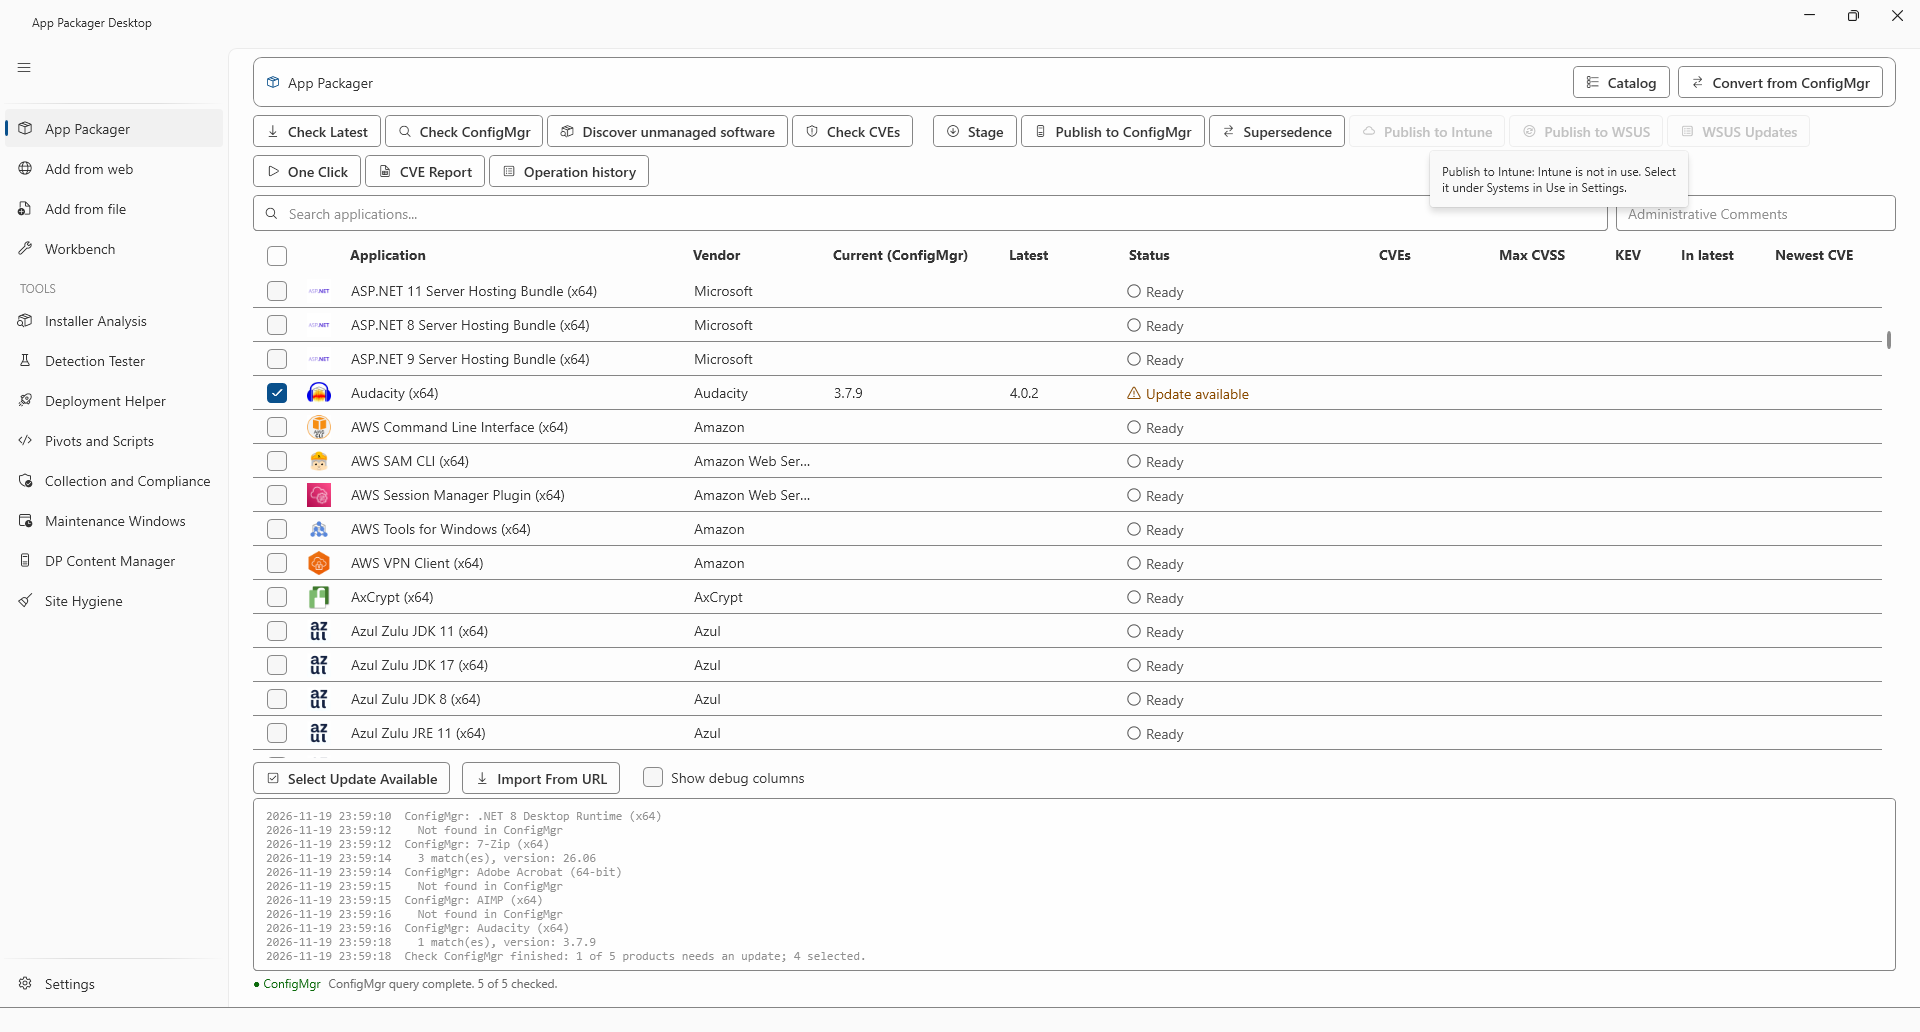 App Packager Desktop
App Packager
Add from web
Add from file
Workbench
TOOLS
Installer Analysis
Detection Tester
Deployment Helper
Pivots and Scripts
Collection and Compliance
Maintenance Windows
DP Content Manager
Site Hygiene
Settings
App Packager
Catalog
Convert from ConfigMgr
Check Latest
Check ConfigMgr
Discover unmanaged software
Check CVEs
Stage
Publish to ConfigMgr
Supersedence
Publish to Intune
Publish to WSUS
WSUS Updates
One Click
CVE Report
Operation history
Publish to Intune: Intune is not in use. Select
it under Systems in Use in Settings.
Search applications...
Administrative Comments
Application Vendor Current (ConfigMgr) Latest Status CVEs Max CVSS KEV In latest Newest CVE
ASP.NET ASP.NET 11 Server Hosting Bundle (x64) Microsoft Ready
ASP.NET ASP.NET 8 Server Hosting Bundle (x64) Microsoft Ready
ASP.NET ASP.NET 9 Server Hosting Bundle (x64) Microsoft Ready
Audacity (x64) Audacity 3.7.9 4.0.2 Update available
AWS Command Line Interface (x64) Amazon Ready
AWS SAM CLI (x64) Amazon Web Ser... Ready
AWS Session Manager Plugin (x64) Amazon Web Ser... Ready
AWS Tools for Windows (x64) Amazon Ready
AWS VPN Client (x64) Amazon Ready
AxCrypt (x64) AxCrypt Ready
azul Azul Zulu JDK 11 (x64) Azul Ready
azul Azul Zulu JDK 17 (x64) Azul Ready
azul Azul Zulu JDK 8 (x64) Azul Ready
azul Azul Zulu JRE 11 (x64) Azul Ready
Select Update Available
Import From URL
Show debug columns
2026-11-19 23:59:10 ConfigMgr: .NET 8 Desktop Runtime (x64)
2026-11-19 23:59:12 Not found in ConfigMgr
2026-11-19 23:59:12 ConfigMgr: 7-Zip (x64)
2026-11-19 23:59:14 3 match(es), version: 26.06
2026-11-19 23:59:14 ConfigMgr: Adobe Acrobat (64-bit)
2026-11-19 23:59:15 Not found in ConfigMgr
2026-11-19 23:59:15 ConfigMgr: AIMP (x64)
2026-11-19 23:59:16 Not found in ConfigMgr
2026-11-19 23:59:16 ConfigMgr: Audacity (x64)
2026-11-19 23:59:18 1 match(es), version: 3.7.9
2026-11-19 23:59:18 Check ConfigMgr finished: 1 of 5 products needs an update; 4 selected.
ConfigMgr ConfigMgr query complete. 5 of 5 checked.